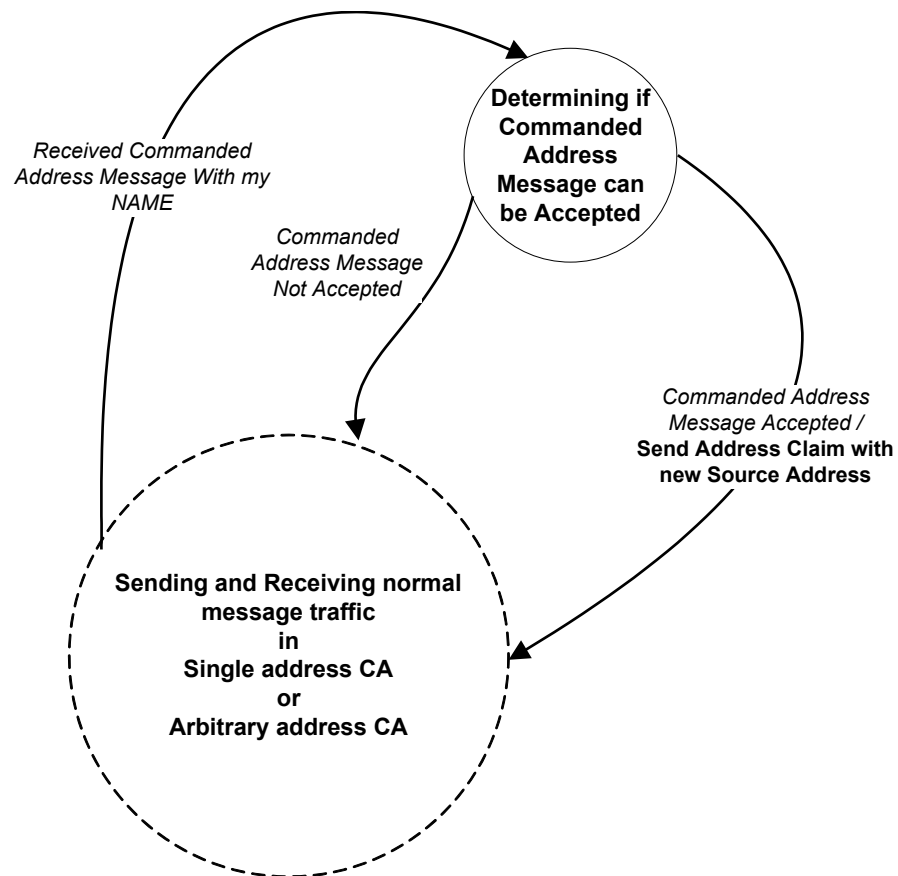 Determining if
Commanded
Address
Message can
be Accepted
Received Commanded
Address Message With my
NAME
Commanded
Address Message
Not Accepted
Commanded Address
Message Accepted /
Send Address Claim with
new Source Address
Sending and Receiving normal
message traffic
in
Single address CA
or
Arbitrary address CA